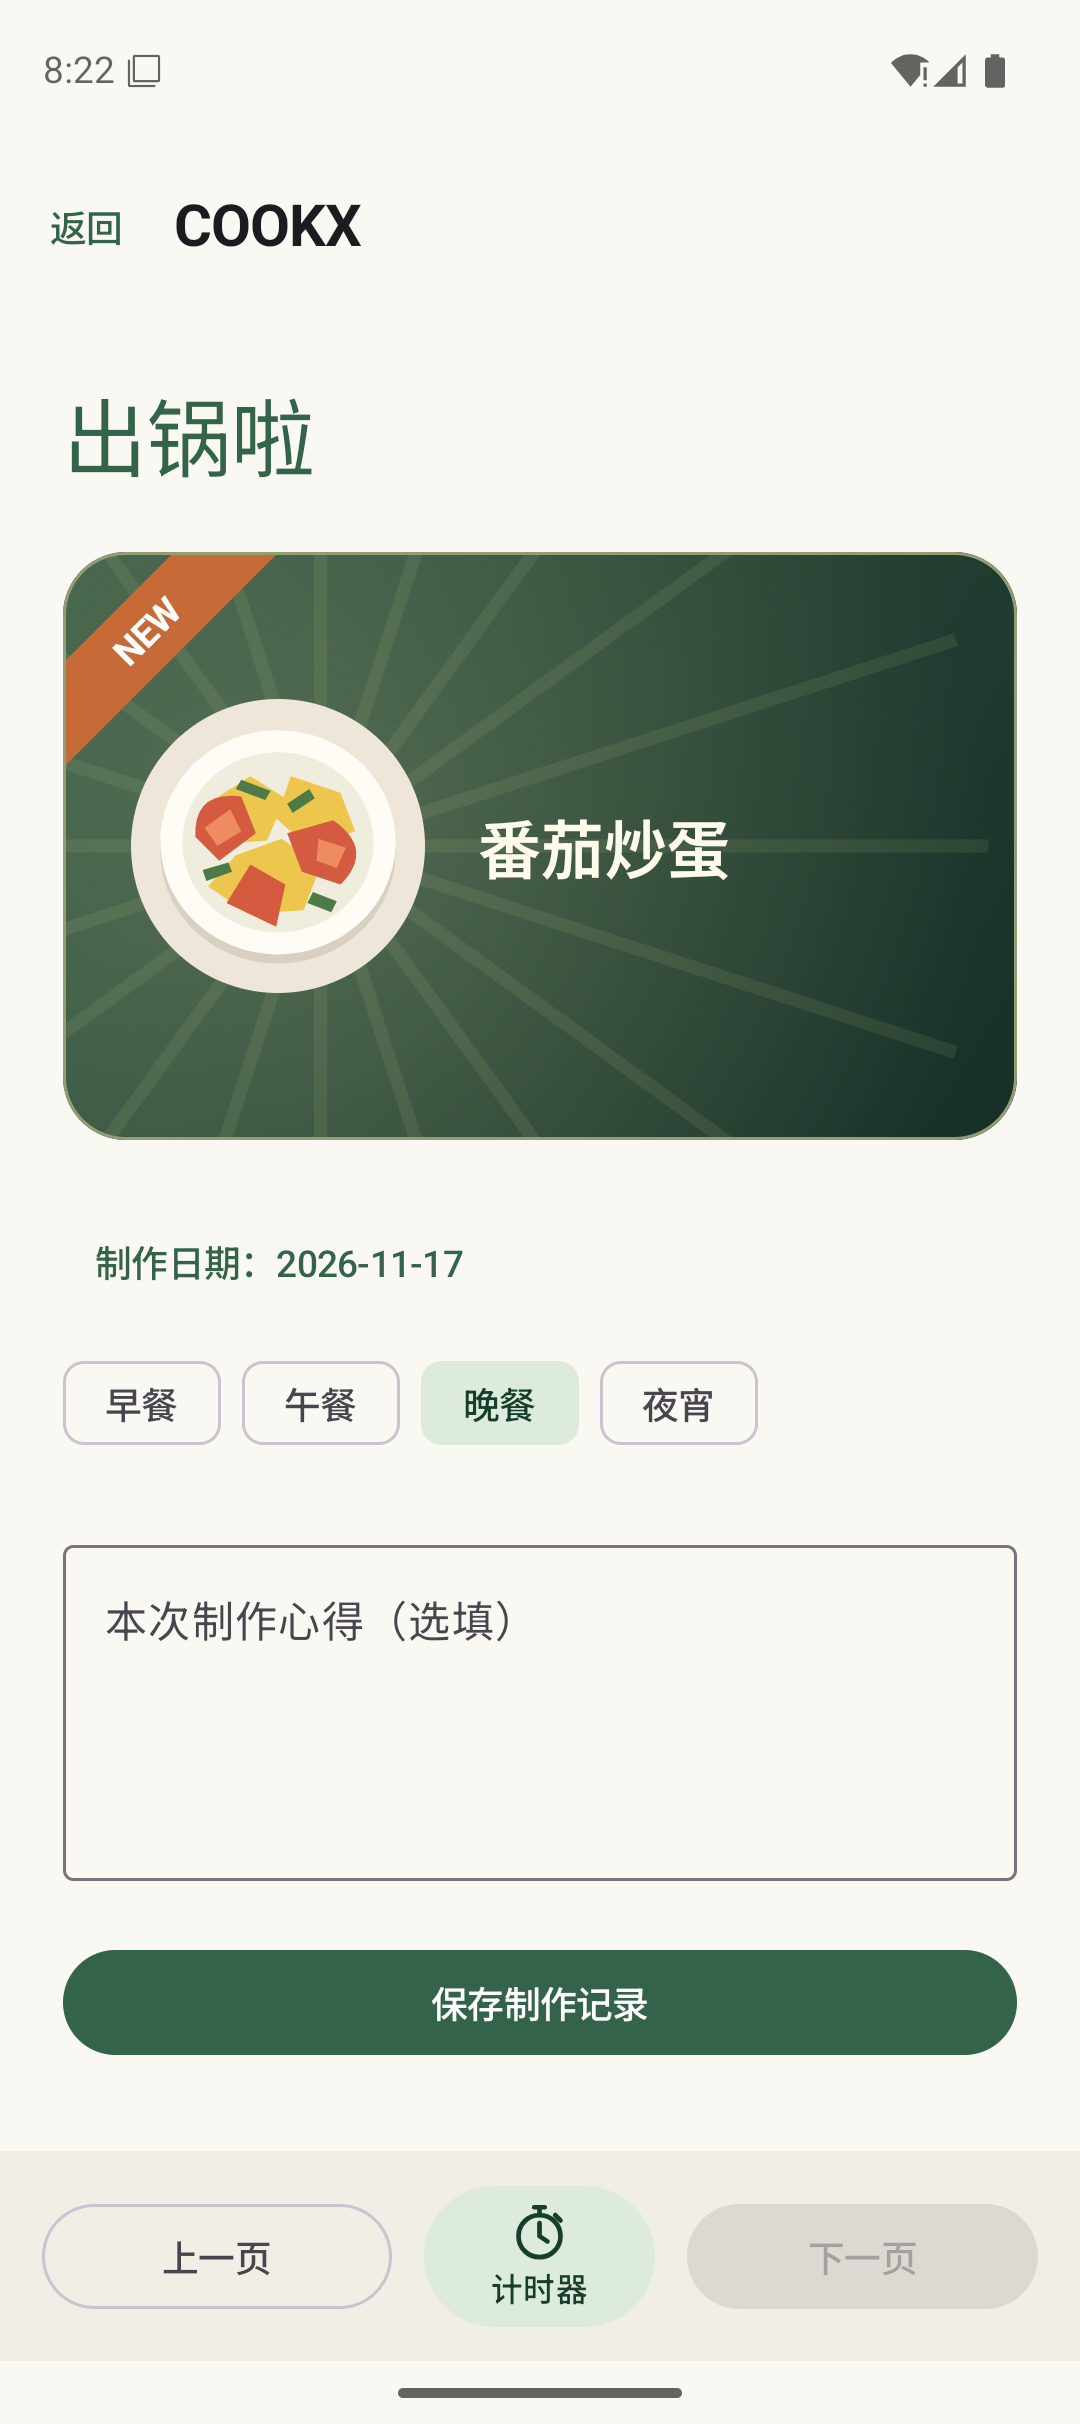 8:22
返回 COOKX
出锅啦
NEW
番茄炒蛋
制作日期：2026-11-17
早餐 午餐 晚餐 夜宵
本次制作心得（选填）
保存制作记录
上一页 计时器 下一页